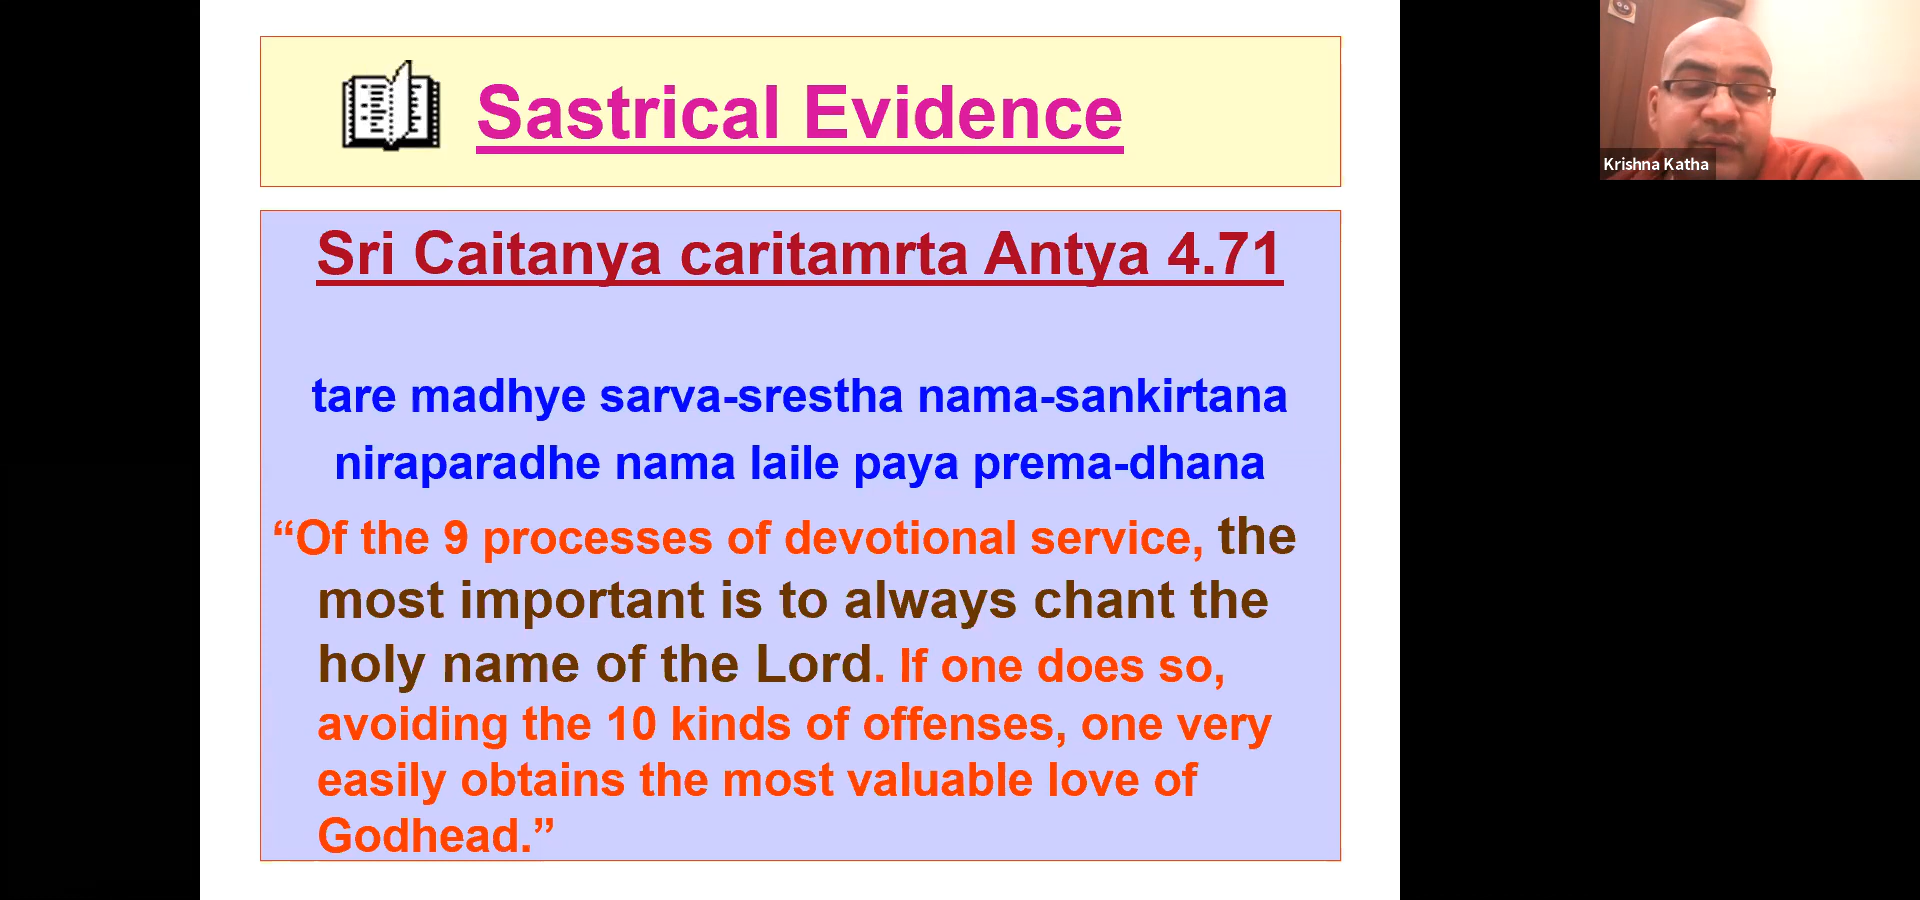 Sastrical Evidence
Krishna Katha
Sri Caitanya caritamrta Antya 4.71
tare madhye sarva-srestha nama-sankirtana
niraparadhe nama laile paya prema-dhana
“Of the 9 processes of devotional service, the
most important is to always chant the
holy name of the Lord. If one does so,
avoiding the 10 kinds of offenses, one very
easily obtains the most valuable love of
Godhead.”